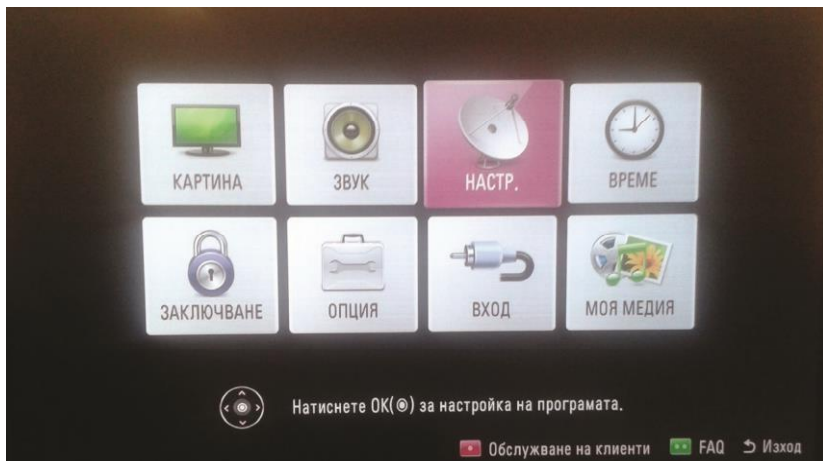 КАРТИНА ЗВУК НАСТР. ВРЕМЕ
ЗАКЛЮЧВАНЕ ОПЦИЯ ВХОД МОЯ МЕДИЯ
Натиснете OK(◉) за настройка на програмата.
Обслужване на клиенти FAQ Изход